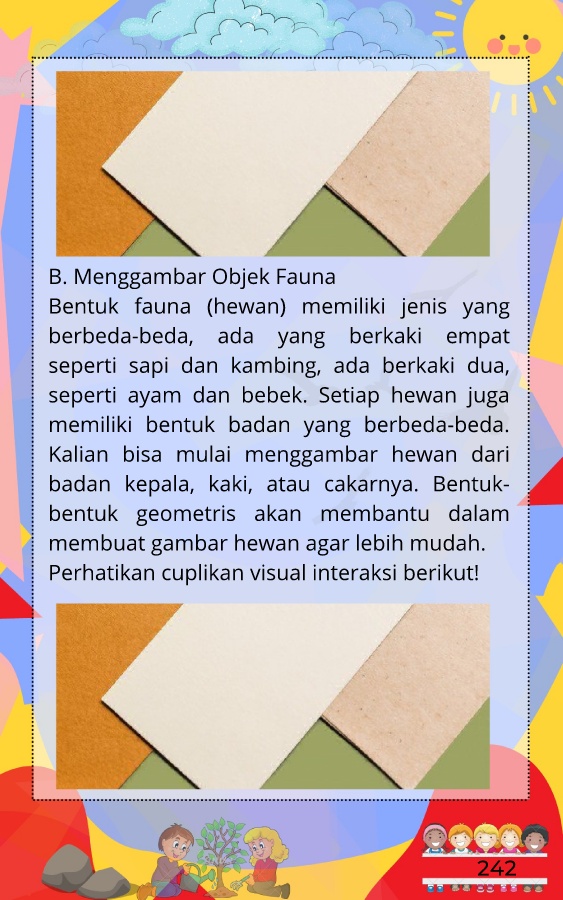 B. Menggambar Objek Fauna
Bentuk fauna (hewan) memiliki jenis yang
berbeda-beda, ada yang berkaki empat
seperti sapi dan kambing, ada berkaki dua,
seperti ayam dan bebek. Setiap hewan juga
memiliki bentuk badan yang berbeda-beda.
Kalian bisa mulai menggambar hewan dari
badan kepala, kaki, atau cakarnya. Bentuk-
bentuk geometris akan membantu dalam
membuat gambar hewan agar lebih mudah.
Perhatikan cuplikan visual interaksi berikut!
242